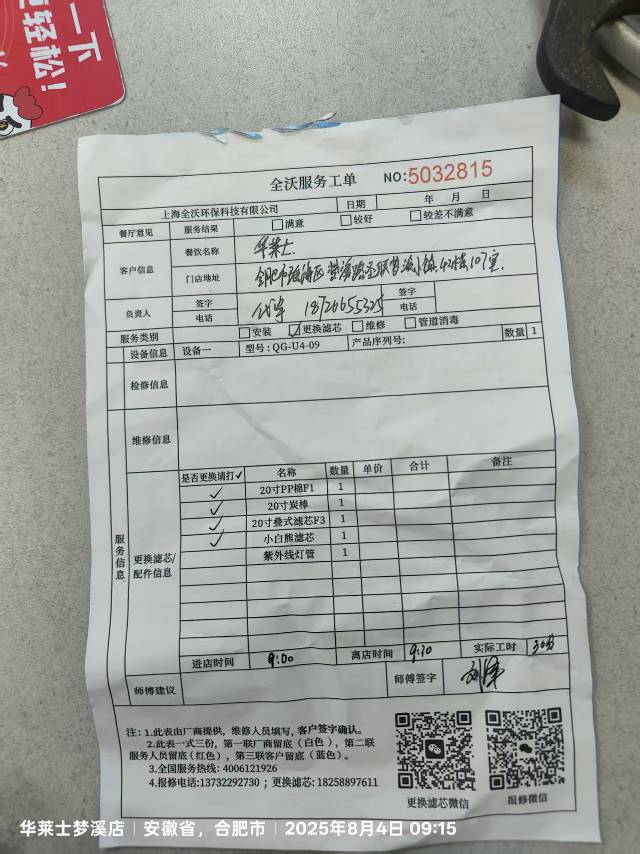 一下
更轻松!
全沃服务工单 NO:5032815
上海全沃环保科技有限公司 日期 年 月 日
餐厅意见 服务结果 □满意 □较好 □较差不满意
客户信息 餐饮名称 华莱士
门店地址 合肥市 42栋107室
负责人 签字 签字
电话 18726655325 电话
服务类别 □安装 ☑更换滤芯 □维修 □管道消毒
服务信息
设备信息 设备一 型号:QG-U4-09 产品序列号: 数量 1
检修信息
维修信息
更换滤芯/配件信息
是否更换请打✓ 名称 数量 单价 合计 备注
✓ 20寸PP棉F1 1
✓ 20寸炭棒 1
✓ 20寸叠式滤芯F3 1
✓ 小白熊滤芯 1
紫外线灯管 1
进店时间 9:00 离店时间 9:30 实际工时 30分
师傅建议 师傅签字
注:1.此表由厂商提供,维修人员填写,客户签字确认。
2.此表一式三份,第一联厂商留底(白色),第二联
服务人员留底(红色),第三联客户留底(蓝色)。
3.全国服务热线:4006121926
4.报修电话:13732292730;更换滤芯:18258897611
更换滤芯微信 报修微信
华莱士梦溪店 | 安徽省,合肥市 | 2025年8月4日 09:15